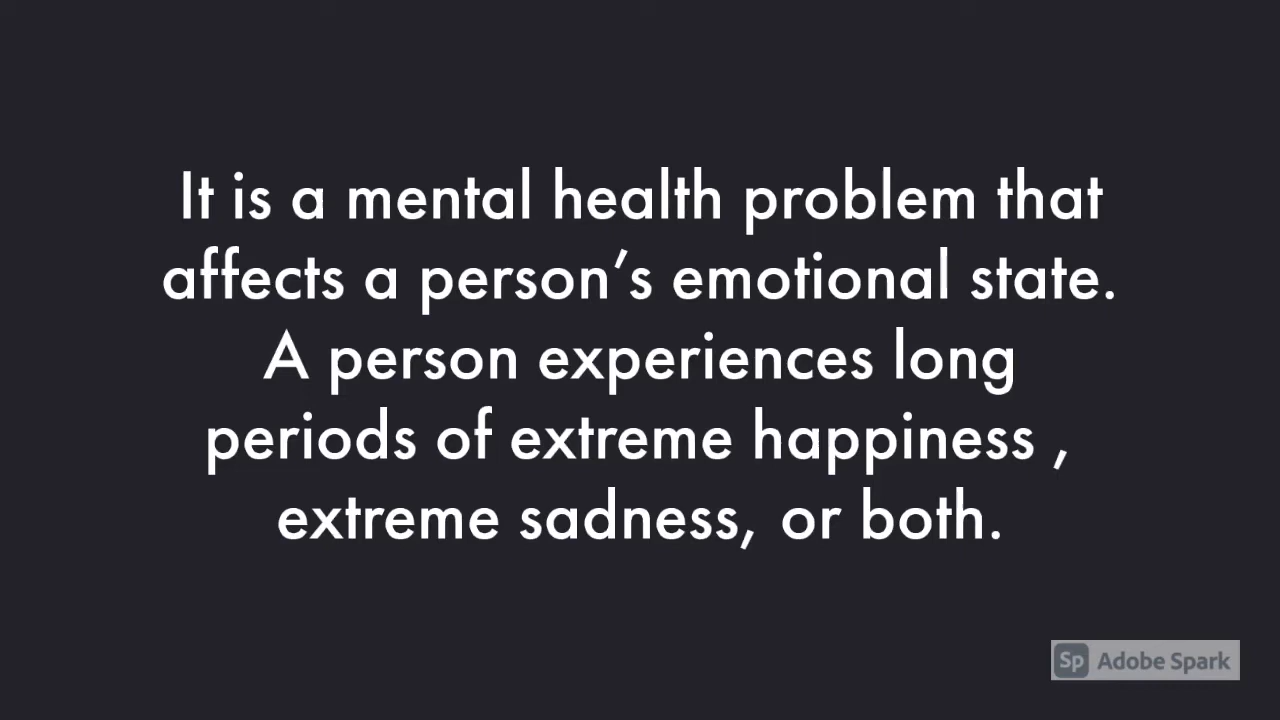 It is a mental health problem that
affects a person’s emotional state.
A person experiences long
periods of extreme happiness ,
extreme sadness, or both.
Sp Adobe Spark